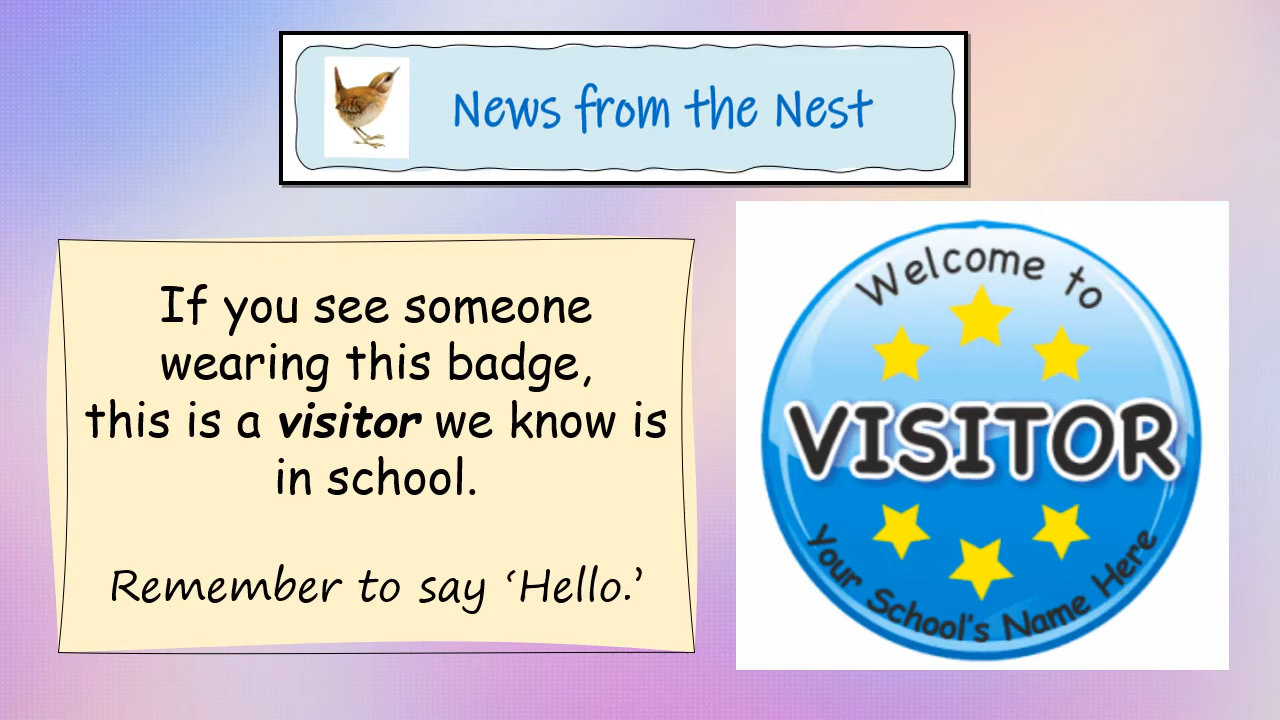 News from the Nest
If you see someone
wearing this badge,
this is a visitor we know is
in school.
Remember to say ‘Hello.’
Welcome to
VISITOR
Your School's Name Here